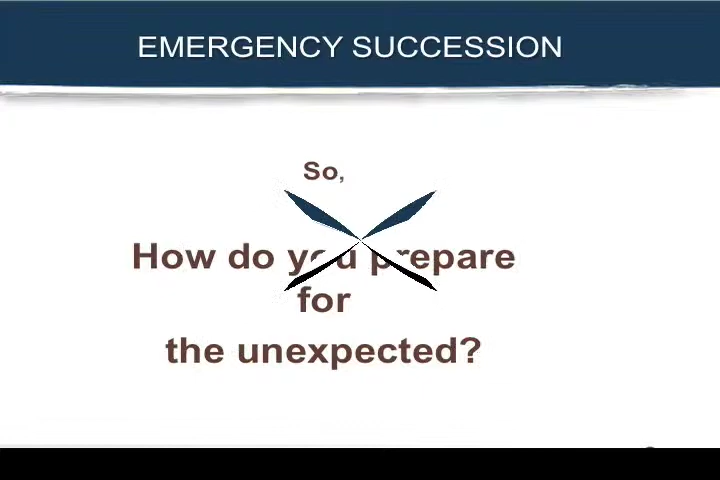 EMERGENCY SUCCESSION
So,
How do you prepare
for
the unexpected?